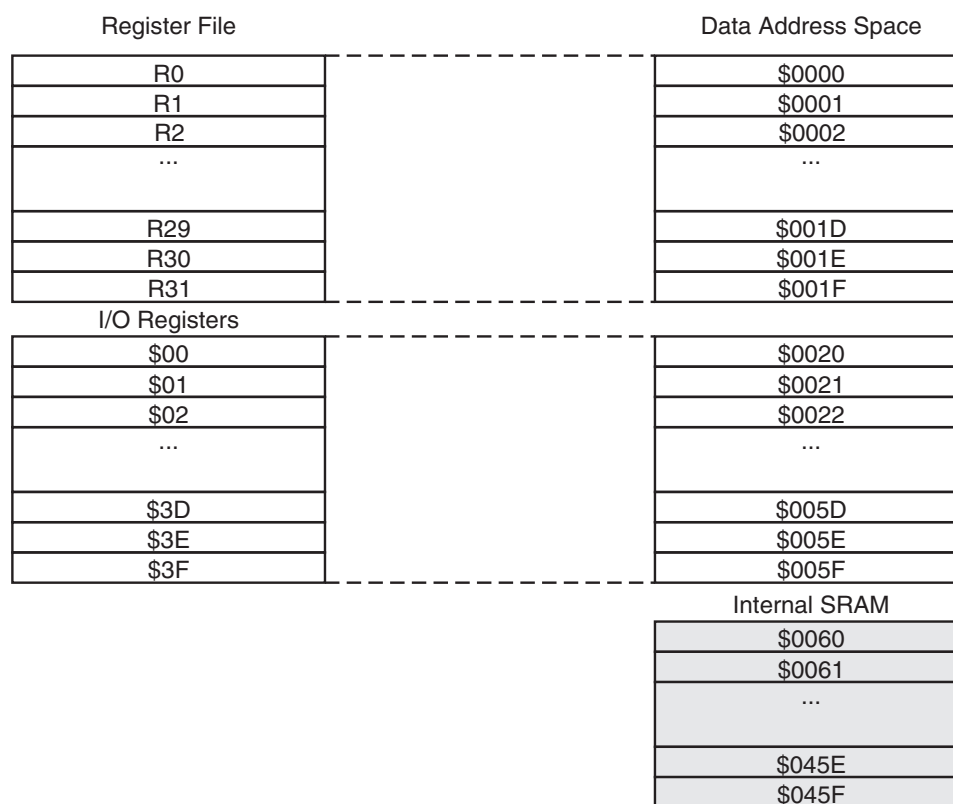 Register File
Data Address Space
R0
$0000
R1
$0001
R2
$0002
...
...
R29
$001D
R30
$001E
R31
$001F
I/O Registers
$00
$0020
$01
$0021
$02
$0022
...
...
$3D
$005D
$3E
$005E
$3F
$005F
Internal SRAM
$0060
$0061
...
$045E
$045F